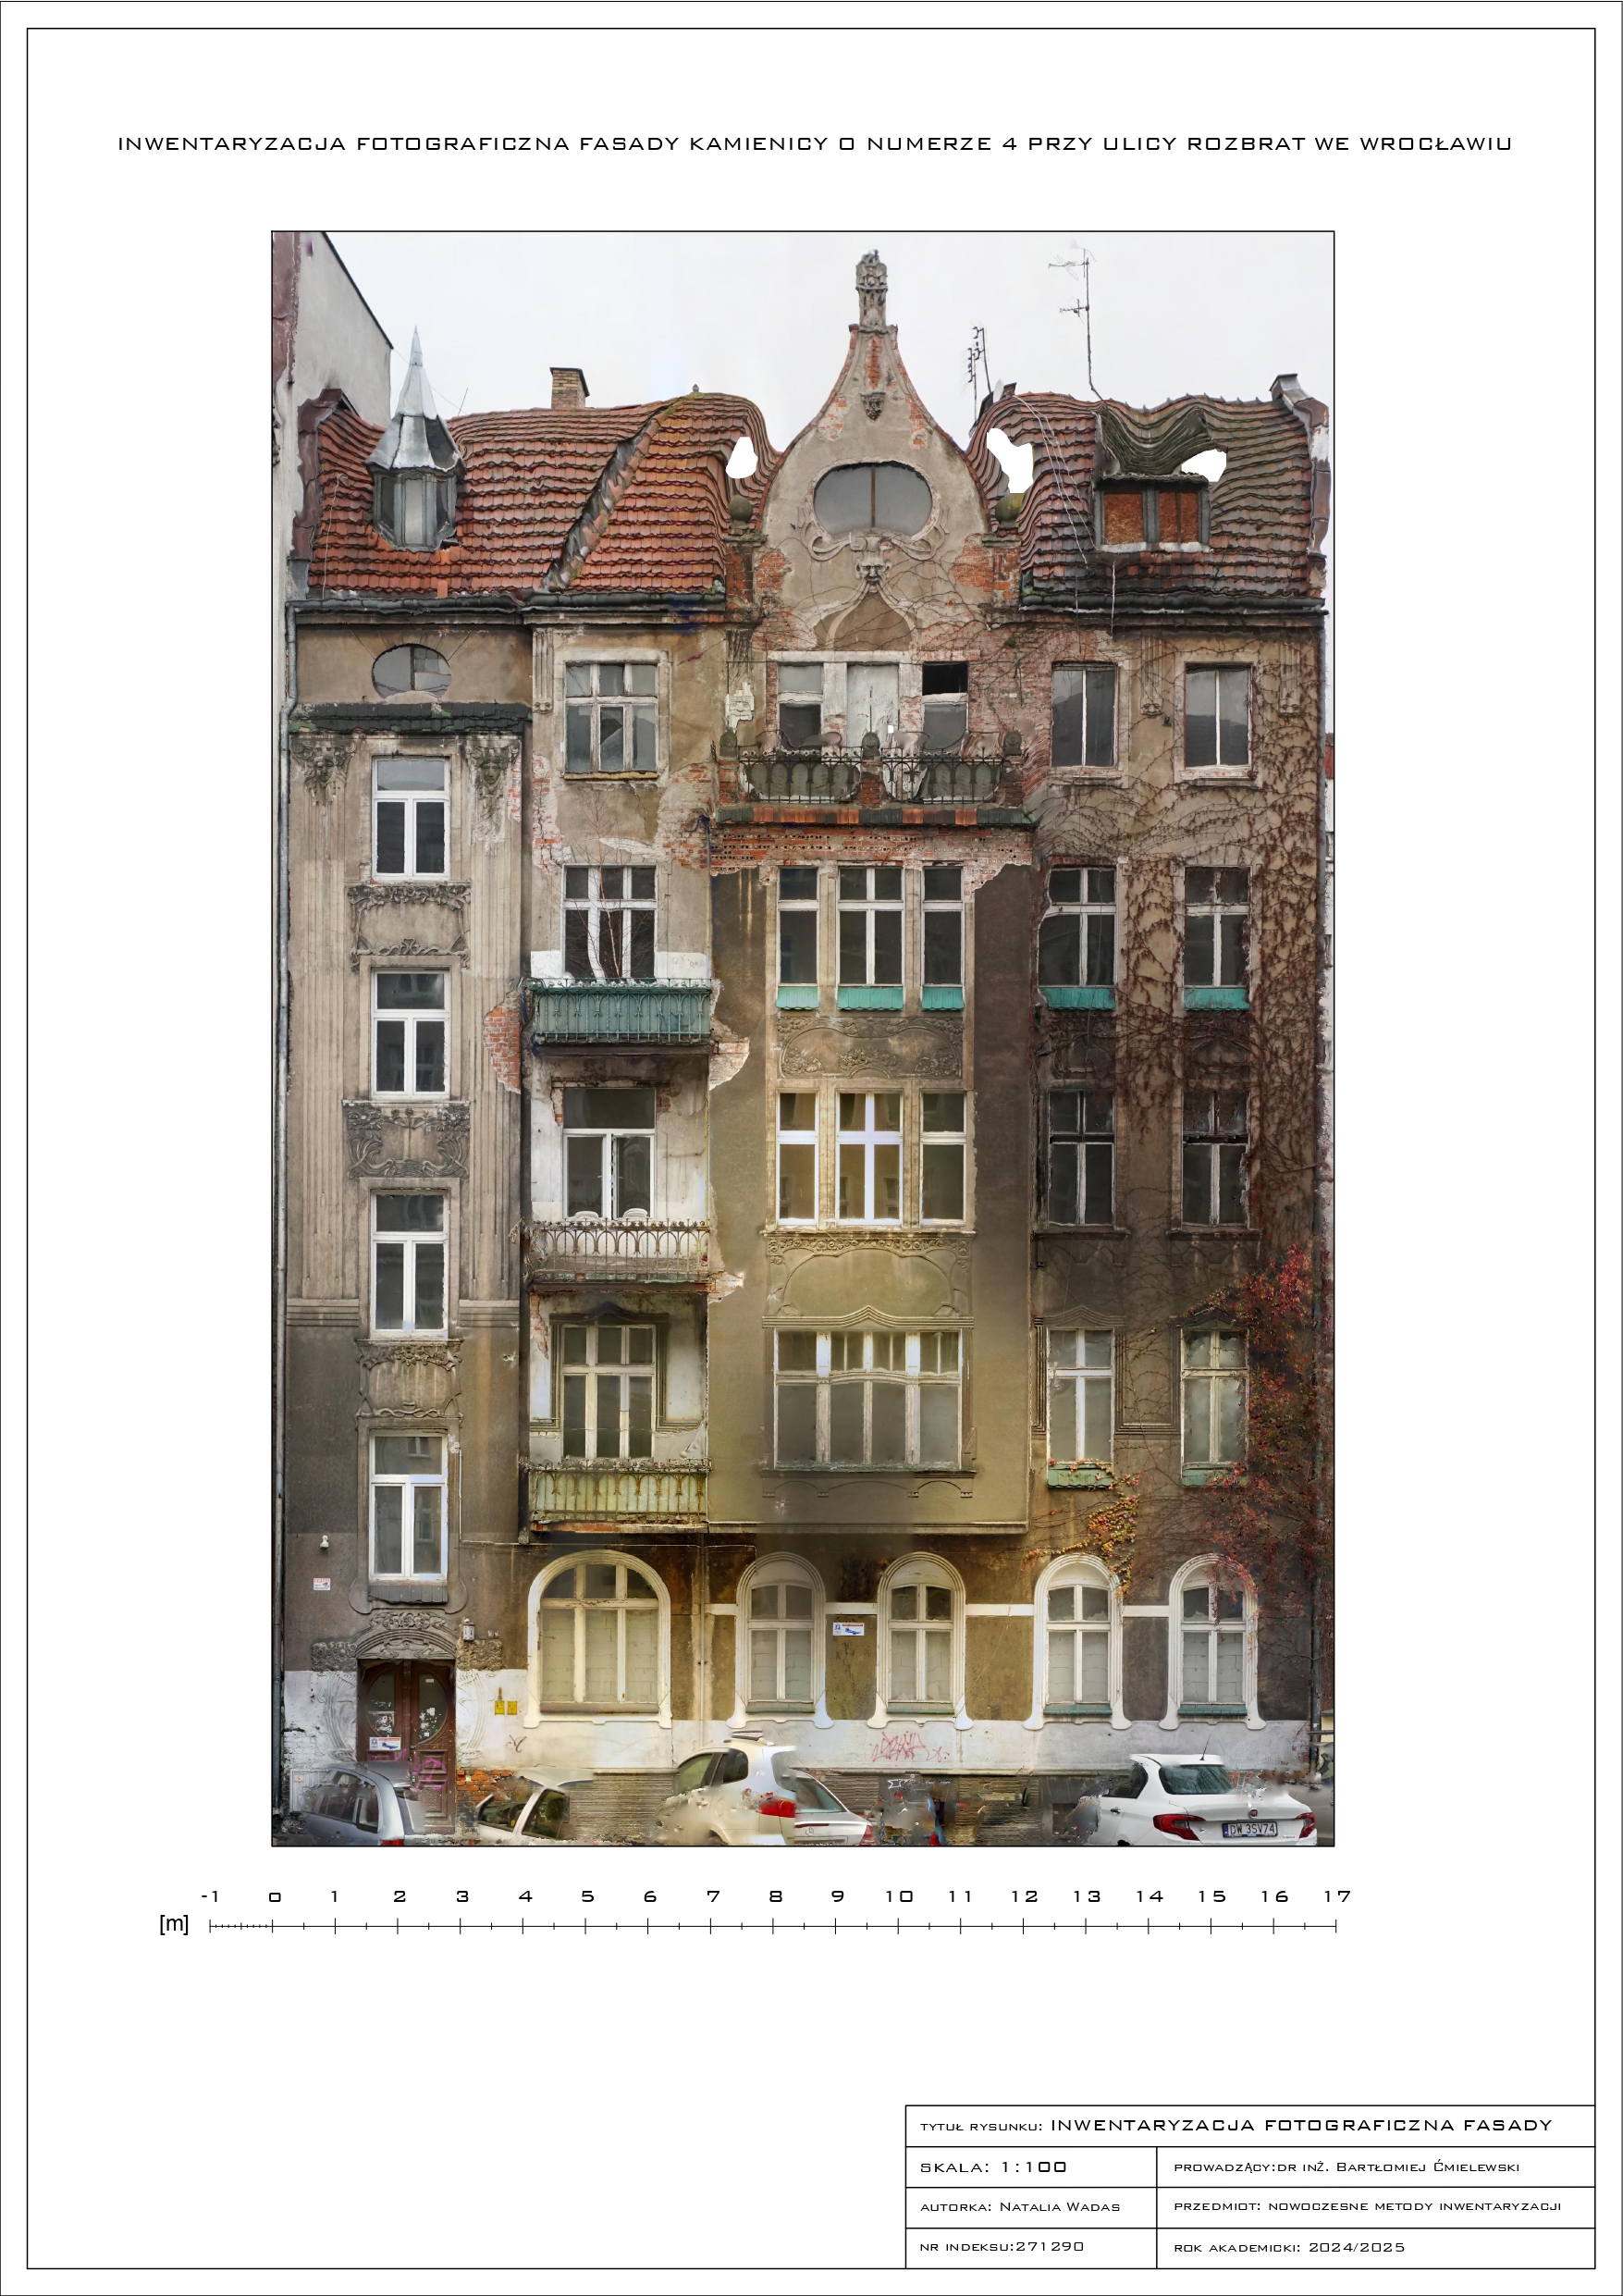 INWENTARYZACJA FOTOGRAFICZNA FASADY KAMIENICY O NUMERZE 4 PRZY ULICY ROZBRAT WE WROCŁAWIU
DW 3SV74
-1 0 1 2 3 4 5 6 7 8 9 10 11 12 13 14 15 16 17
[m]
TYTUŁ RYSUNKU: INWENTARYZACJA FOTOGRAFICZNA FASADY
SKALA: 1:100
PROWADZĄCY:DR INŻ. BARTŁOMIEJ ĆMIELEWSKI
AUTORKA: NATALIA WADAS
PRZEDMIOT: NOWOCZESNE METODY INWENTARYZACJI
NR INDEKSU:271290
ROK AKADEMICKI: 2024/2025